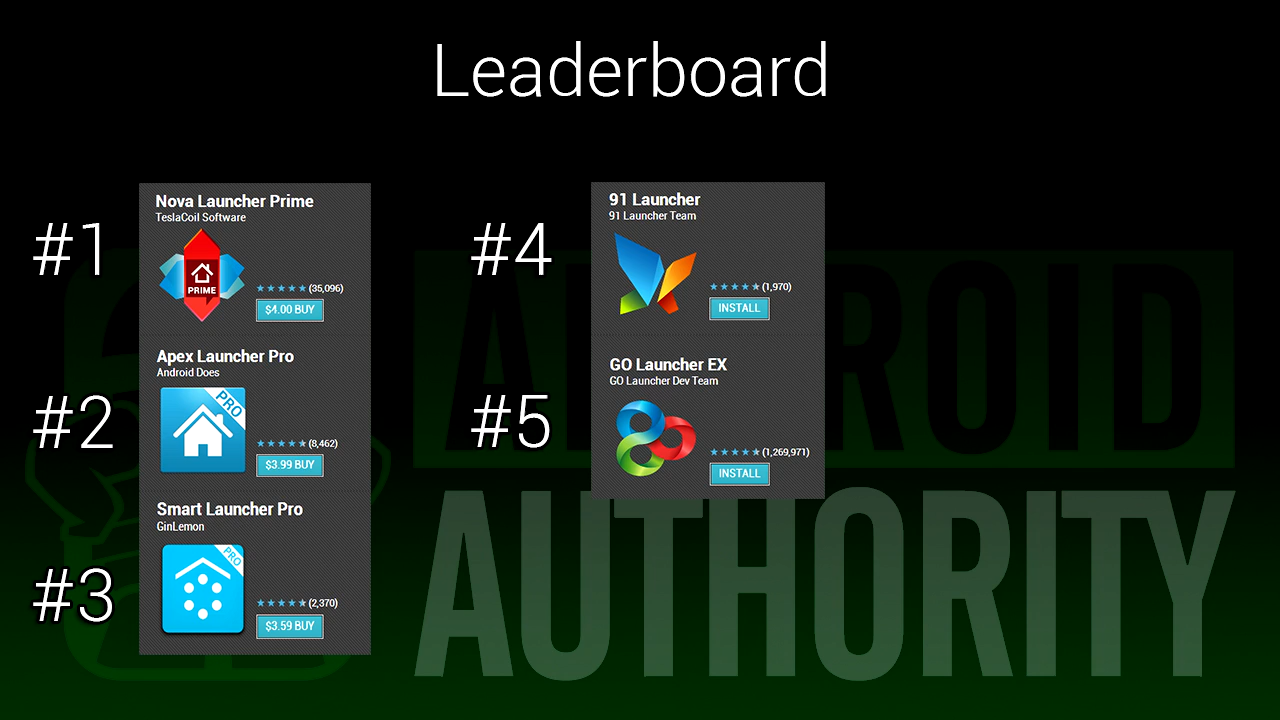 Leaderboard
#1
Nova Launcher Prime
TeslaCoil Software
PRIME
(35,096)
$4.00 BUY
#2
Apex Launcher Pro
Android Does
PRO
(8,462)
$3.99 BUY
#3
Smart Launcher Pro
GinLemon
PRO
(2,370)
$3.59 BUY
#4
91 Launcher
91 Launcher Team
(1,970)
INSTALL
#5
GO Launcher EX
GO Launcher Dev Team
(1,269,971)
INSTALL
ANDROID
AUTHORITY